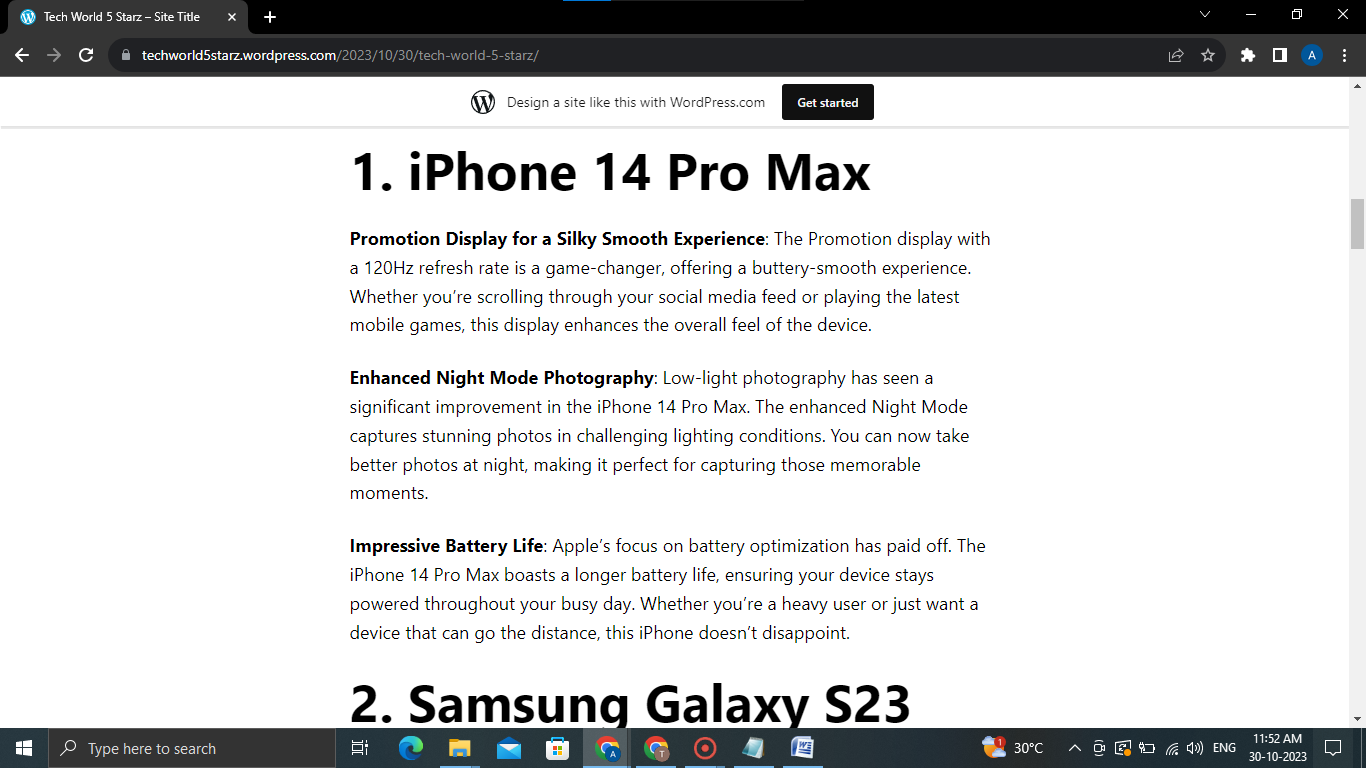 Tech World 5 Starz – Site Title
techworld5starz.wordpress.com/2023/10/30/tech-world-5-starz/
A
Design a site like this with WordPress.com
Get started
1. iPhone 14 Pro Max
Promotion Display for a Silky Smooth Experience: The Promotion display with
a 120Hz refresh rate is a game-changer, offering a buttery-smooth experience.
Whether you’re scrolling through your social media feed or playing the latest
mobile games, this display enhances the overall feel of the device.
Enhanced Night Mode Photography: Low-light photography has seen a
significant improvement in the iPhone 14 Pro Max. The enhanced Night Mode
captures stunning photos in challenging lighting conditions. You can now take
better photos at night, making it perfect for capturing those memorable
moments.
Impressive Battery Life: Apple’s focus on battery optimization has paid off. The
iPhone 14 Pro Max boasts a longer battery life, ensuring your device stays
powered throughout your busy day. Whether you’re a heavy user or just want a
device that can go the distance, this iPhone doesn’t disappoint.
2. Samsung Galaxy S23
Type here to search
A
T
1
30°C
ENG
11:52 AM
30-10-2023